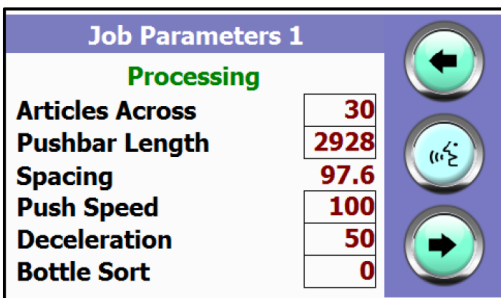 Job Parameters 1
Processing
Articles Across 30
Pushbar Length 2928
Spacing 97.6
Push Speed 100
Deceleration 50
Bottle Sort 0